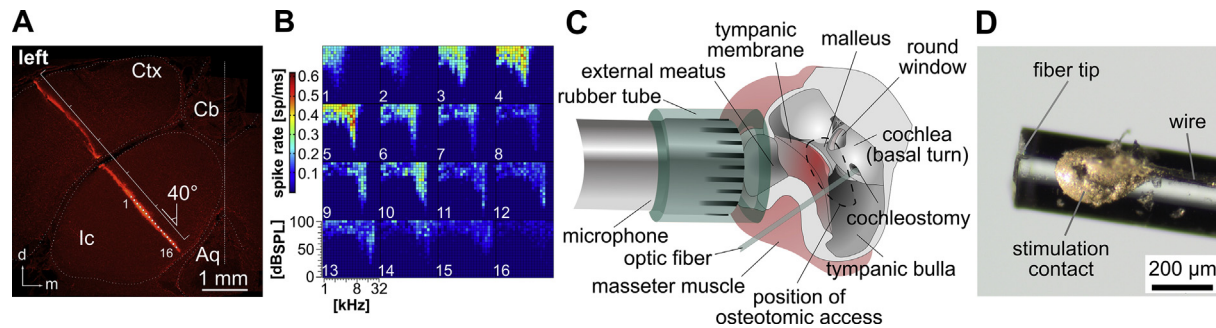 A
left
Ctx
Cb
40°
1
Ic
16
Aq
d
m
1 mm
B
spike rate [sp/ms]
0.6
0.5
0.4
0.3
0.2
0.1
1 2 3 4
5 6 7 8
9 10 11 12
13 14 15 16
[dBSPL]
100
50
0
1 8 32
[kHz]
C
tympanic
membrane
malleus
round
window
external meatus
rubber tube
cochlea
(basal turn)
microphone
optic fiber
masseter muscle
cochleostomy
tympanic bulla
position of
osteotomic access
D
fiber tip
wire
stimulation
contact
200 µm